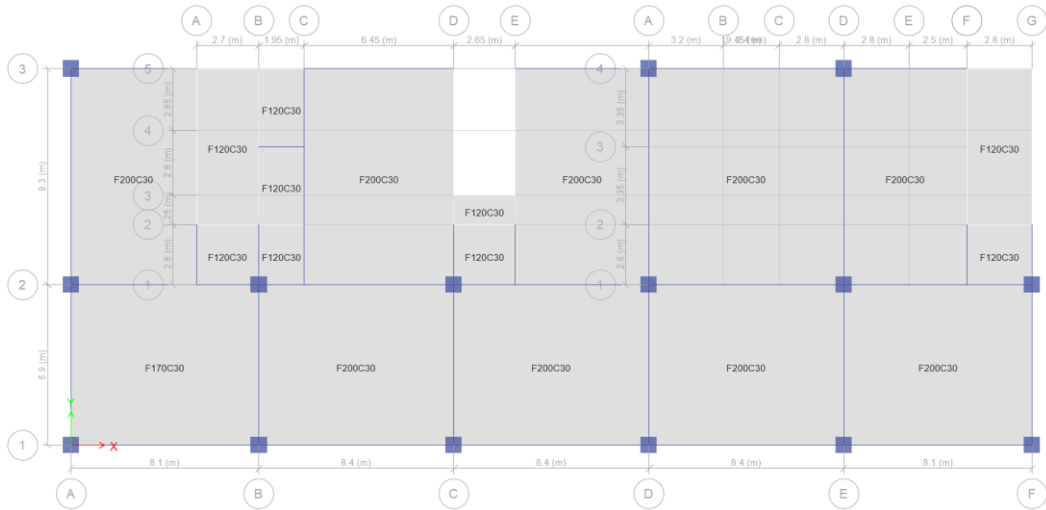 A B C D E A B C D E F G
2.7 (m) 1.95 (m) 6.45 (m) 2.65 (m) 3.2 (m) 2.8 (m) 2.8 (m) 2.5 (m) 2.8 (m)
3 5 4
F120C30
2.65 (m) 3.35 (m)
4
F120C30 3 F120C30
F200C30 F200C30 F200C30 F200C30 F200C30
9.3 (m) 2.8 (m) F120C30 3.35 (m)
3
F120C30
2 2
F120C30 F120C30 F120C30 F120C30
2.6 (m) 2.6 (m)
2 1 1
F170C30 F200C30 F200C30 F200C30 F200C30
6.9 (m)
Y
1 X
8.1 (m) 8.4 (m) 8.4 (m) 8.4 (m) 8.1 (m)
A B C D E F